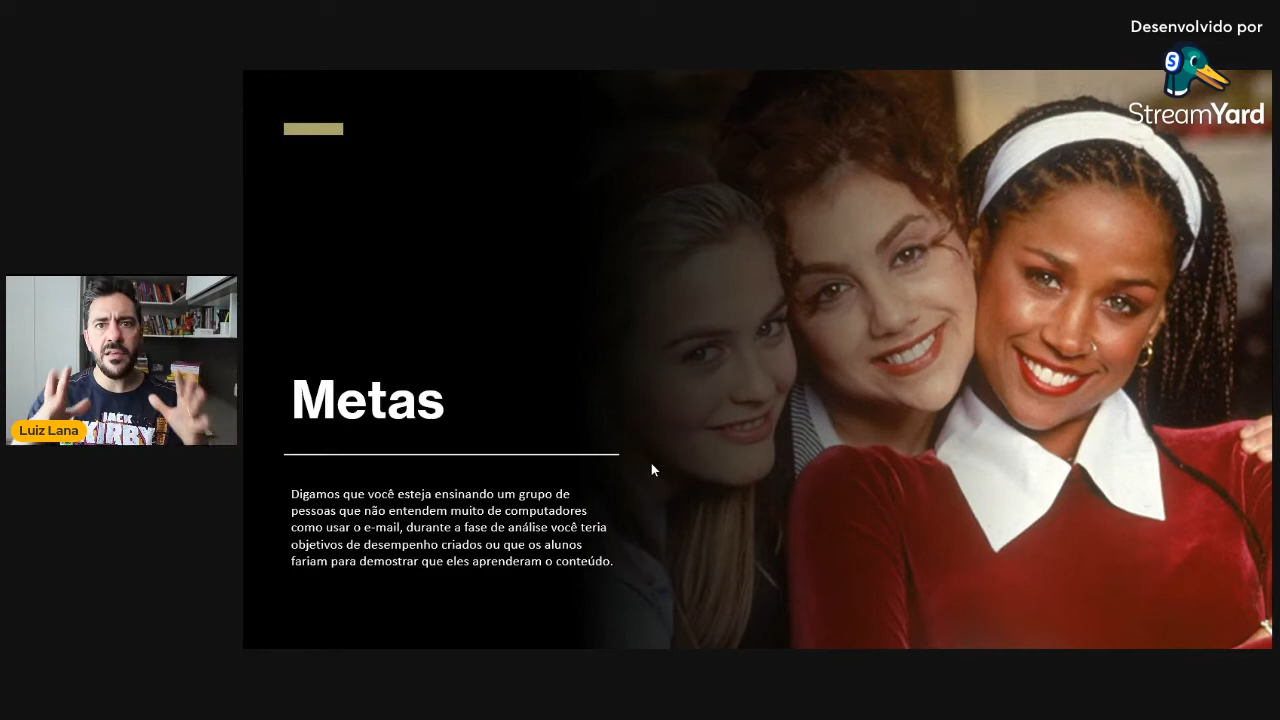 Desenvolvido por
StreamYard
Metas
Digamos que você esteja ensinando um grupo de
pessoas que não entendem muito de computadores
como usar o e-mail, durante a fase de análise você teria
objetivos de desempenho criados ou que os alunos
fariam para demostrar que eles aprenderam o conteúdo.
JACK
KIRBY
Luiz Lana